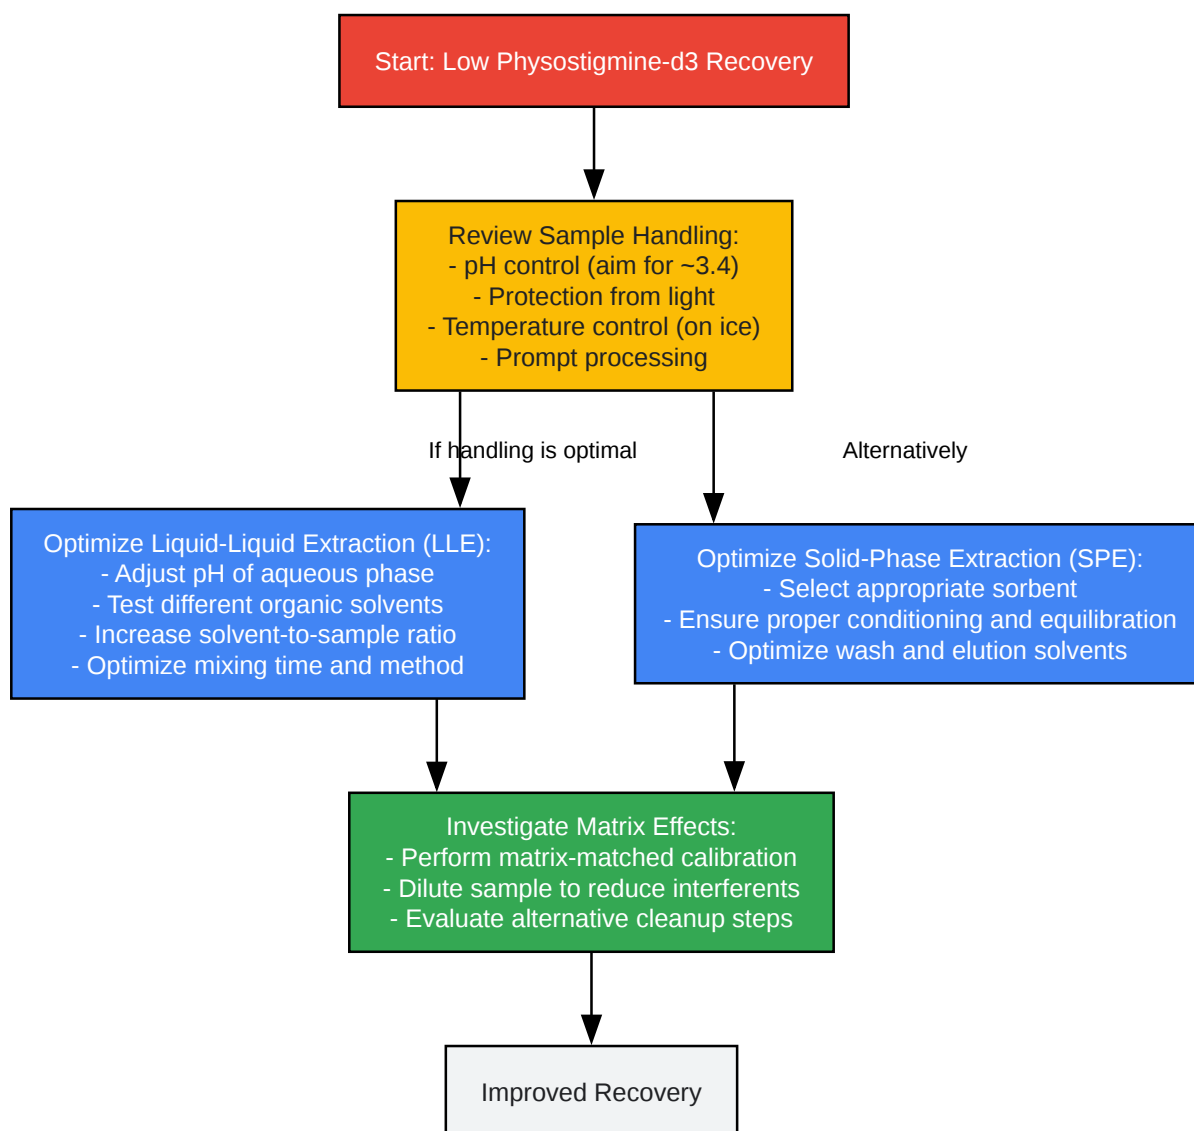 Start: Low Physostigmine-d3 Recovery
Review Sample Handling:
- pH control (aim for ~3.4)
- Protection from light
- Temperature control (on ice)
- Prompt processing
If handling is optimal
Alternatively
Optimize Liquid-Liquid Extraction (LLE):
- Adjust pH of aqueous phase
- Test different organic solvents
- Increase solvent-to-sample ratio
- Optimize mixing time and method
Optimize Solid-Phase Extraction (SPE):
- Select appropriate sorbent
- Ensure proper conditioning and equilibration
- Optimize wash and elution solvents
Investigate Matrix Effects:
- Perform matrix-matched calibration
- Dilute sample to reduce interferents
- Evaluate alternative cleanup steps
Improved Recovery